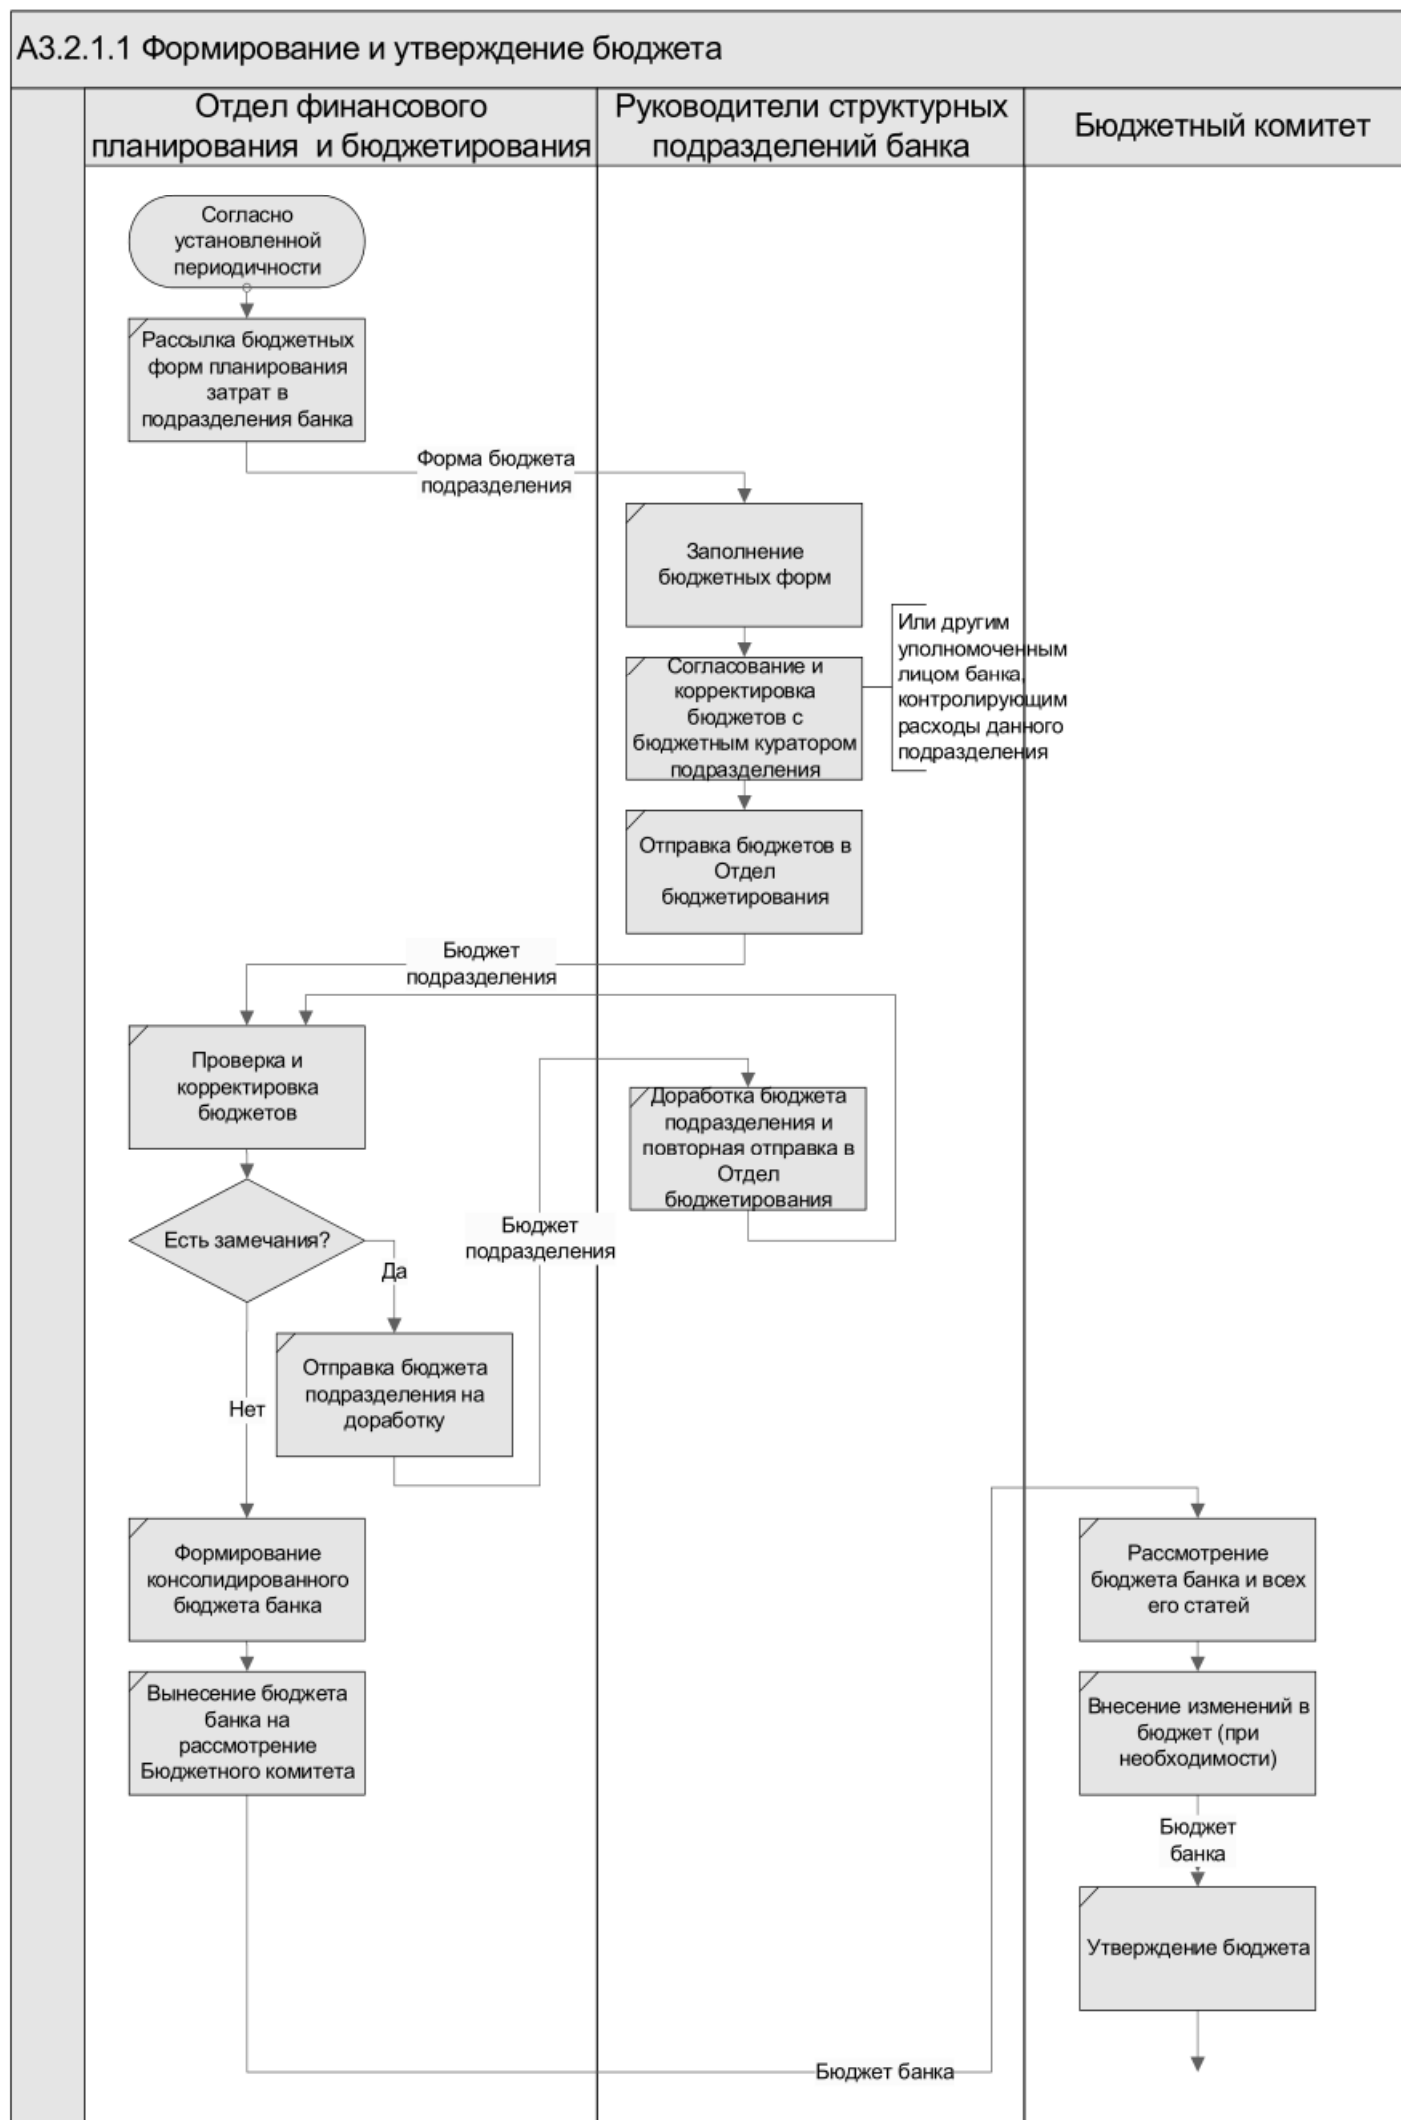 А3.2.1.1 Формирование и утверждение бюджета
Отдел финансового
планирования и бюджетирования
Руководители структурных
подразделений банка
Бюджетный комитет
Согласно
установленной
периодичности
Рассылка бюджетных
форм планирования
затрат в
подразделения банка
Форма бюджета
подразделения
Заполнение
бюджетных форм
Или другим
уполномоченным
лицом банка,
контролирующим
расходы данного
подразделения
Согласование и
корректировка
бюджетов с
бюджетным куратором
подразделения
Отправка бюджетов в
Отдел
бюджетирования
Бюджет
подразделения
Проверка и
корректировка
бюджетов
Доработка бюджета
подразделения и
повторная отправка в
Отдел
бюджетирования
Есть замечания?
Да
Бюджет
подразделения
Отправка бюджета
подразделения на
доработку
Нет
Формирование
консолидированного
бюджета банка
Вынесение бюджета
банка на
рассмотрение
Бюджетного комитета
Рассмотрение
бюджета банка и всех
его статей
Внесение изменений в
бюджет (при
необходимости)
Бюджет
банка
Утверждение бюджета
Бюджет банка